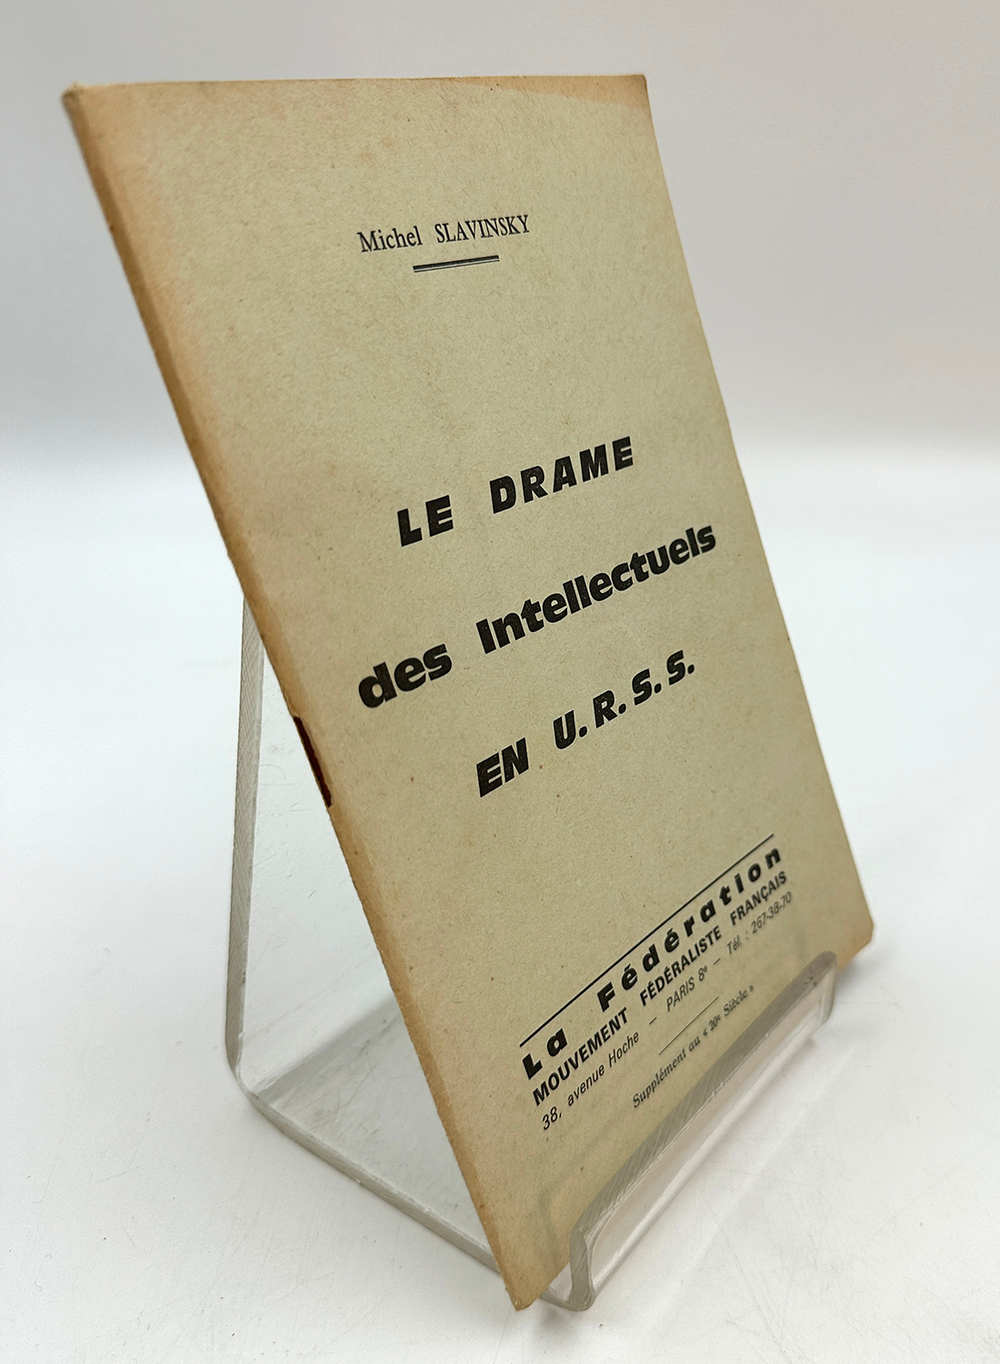 Michel SLAVINSKY
LE DRAME
des Intellectuels
EN U.R.S.S.
La Fédération
MOUVEMENT FÉDÉRALISTE FRANÇAIS
38, avenue Hoche — PARIS 8e — Tél. : 267-38-70
Supplément au « 20e Siècle »